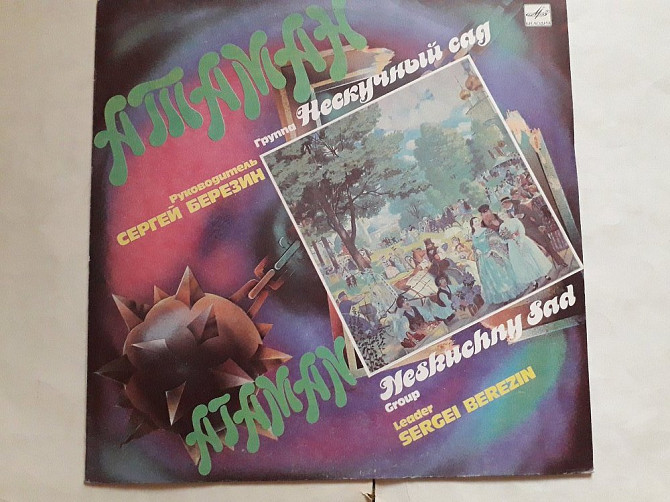 АТАМАН
Группа Нескучный сад
Руководитель
СЕРГЕЙ БЕРЕЗИН
ATAMAN
Neskuchny Sad
Group
Leader
SERGEI BEREZIN